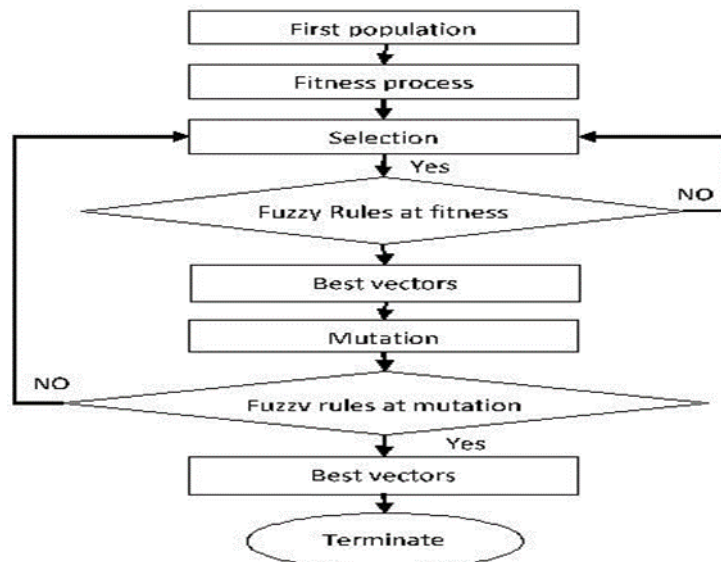 First population
Fitness process
Selection
Yes
NO
Fuzzy Rules at fitness
Best vectors
Mutation
NO
Fuzzv rules at mutation
Yes
Best vectors
Terminate